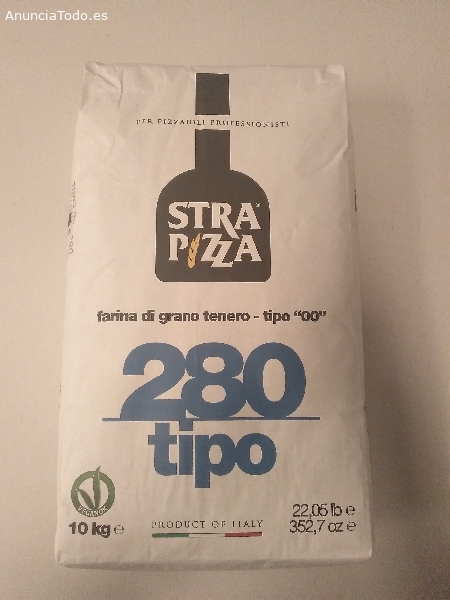 AnunciaTodo.es
PER PIZZAIOLI PROFESSIONISTI
STRA
PIZZA
farina di grano tenero - tipo "00"
280
tipo
VEGANOK
10 kg ℮
PRODUCT OF ITALY
22,05 lb ℮
352,7 oz ℮